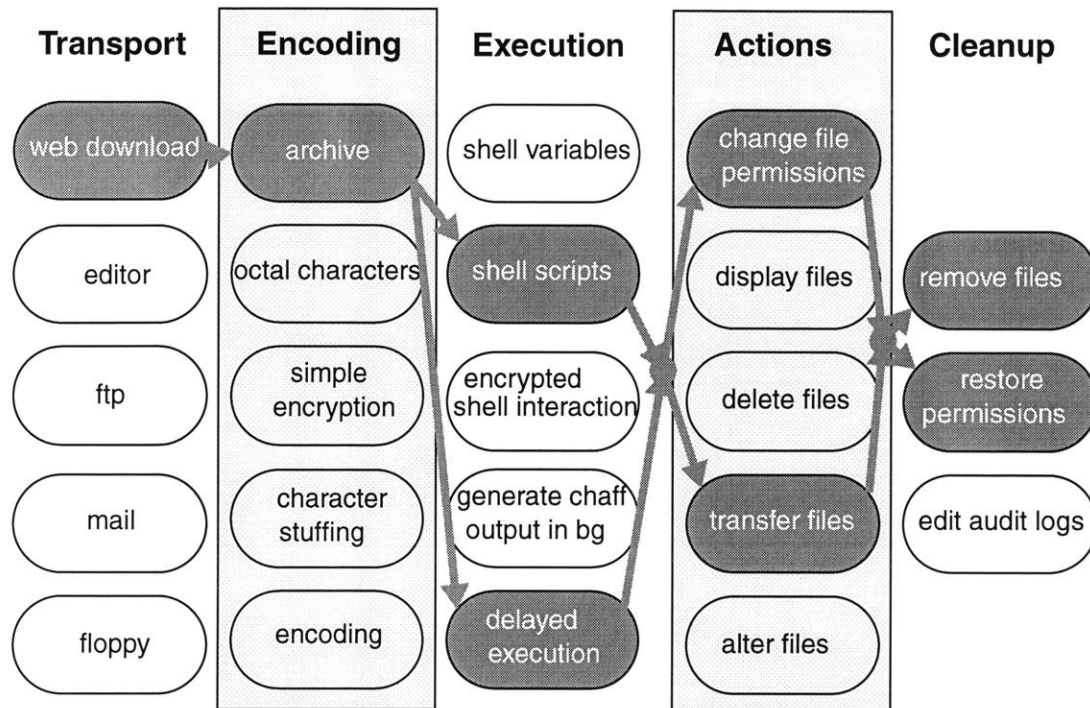 Transport
Encoding
Execution
Actions
Cleanup
web download
archive
shell variables
change file
permissions
editor
octal characters
shell scripts
display files
remove files
ftp
simple
encryption
encrypted
shell interaction
delete files
restore
permissions
mail
character
stuffing
generate chaff
output in bg
transfer files
edit audit logs
floppy
encoding
delayed
execution
alter files